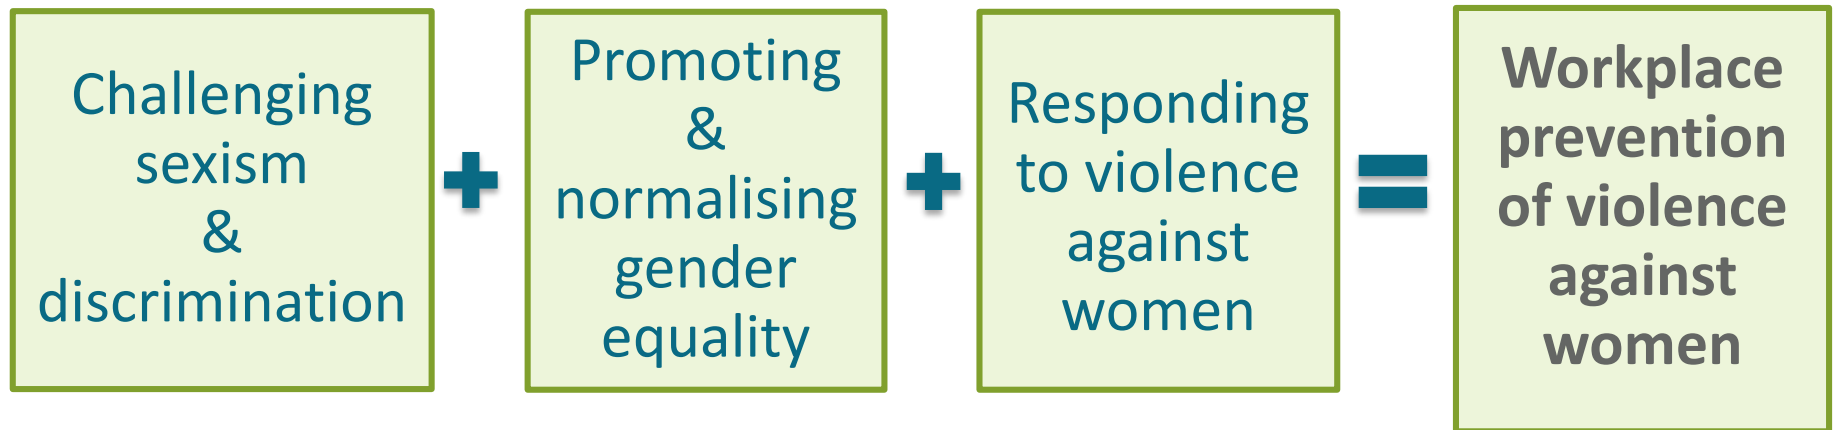 Challenging
sexism
&
discrimination
Promoting
&
normalising
gender
equality
Responding
to violence
against
women
Workplace
prevention
of violence
against
women